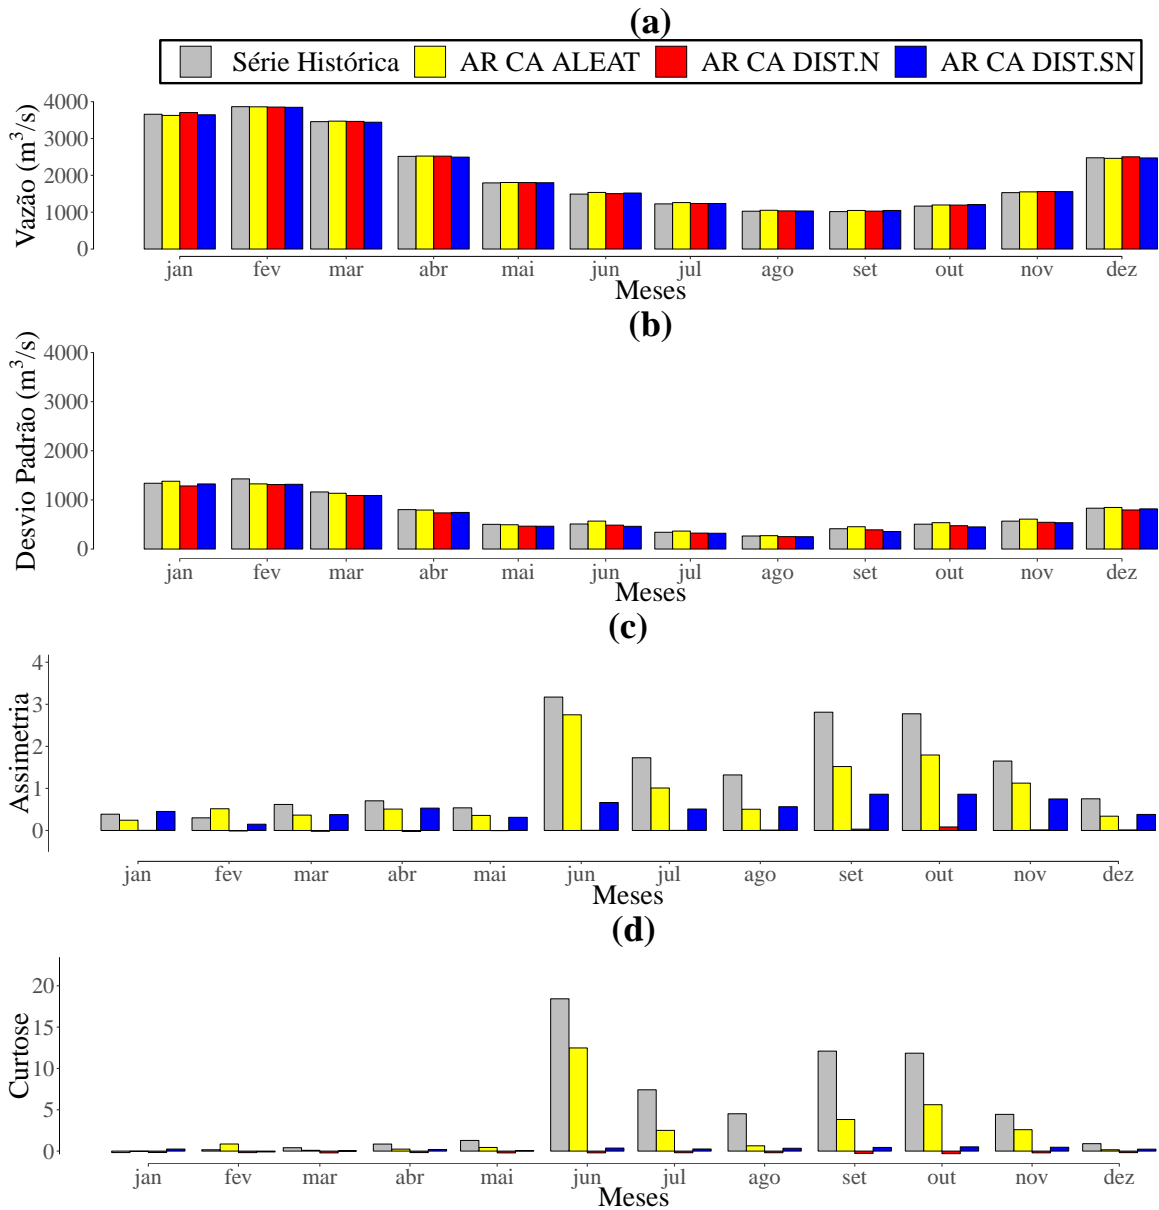 (a)
Série Histórica AR CA ALEAT AR CA DIST.N AR CA DIST.SN
Vazão (m³/s)
4000
3000
2000
1000
0
jan fev mar abr mai jun jul ago set out nov dez
Meses
(b)
Desvio Padrão (m³/s)
4000
3000
2000
1000
0
jan fev mar abr mai jun jul ago set out nov dez
Meses
(c)
Assimetria
4
3
2
1
0
jan fev mar abr mai jun jul ago set out nov dez
Meses
(d)
Curtose
20
15
10
5
0
jan fev mar abr mai jun jul ago set out nov dez
Meses